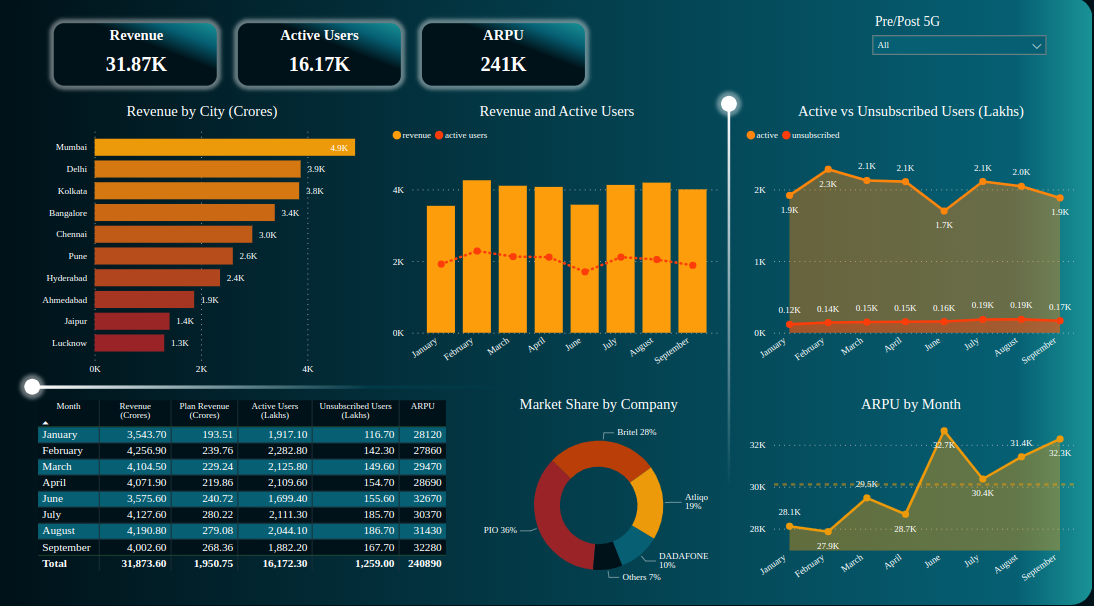 Revenue
31.87K
Active Users
16.17K
ARPU
241K
Pre/Post 5G
All
Revenue by City (Crores)
Mumbai 4.9K
Delhi 3.9K
Kolkata 3.8K
Bangalore 3.4K
Chennai 3.0K
Pune 2.6K
Hyderabad 2.4K
Ahmedabad 1.9K
Jaipur 1.4K
Lucknow 1.3K
0K 2K 4K
Revenue and Active Users
revenue active users
4K
2K
0K
January February March April June July August September
Active vs Unsubscribed Users (Lakhs)
active unsubscribed
2K
1K
0K
1.9K 2.3K 2.1K 2.1K 1.7K 2.1K 2.0K 1.9K
0.12K 0.14K 0.15K 0.15K 0.16K 0.19K 0.19K 0.17K
January February March April June July August September
Month Revenue (Crores) Plan Revenue (Crores) Active Users (Lakhs) Unsubscribed Users (Lakhs) ARPU
January 3,543.70 193.51 1,917.10 116.70 28120
February 4,256.90 239.76 2,282.80 142.30 27860
March 4,104.50 229.24 2,125.80 149.60 29470
April 4,071.90 219.86 2,109.60 154.70 28690
June 3,575.60 240.72 1,699.40 155.60 32670
July 4,127.60 280.22 2,111.30 185.70 30370
August 4,190.80 279.08 2,044.10 186.80 31430
September 4,002.60 268.36 1,882.20 167.70 32280
Total 31,873.60 1,950.75 16,172.30 1,259.00 240890
Market Share by Company
Britel 28%
Atliqo
19%
DADAFONE
10%
Others 7%
PIO 36%
ARPU by Month
32K
30K
28K
28.1K 27.9K 29.5K 28.7K 32.7K 30.4K 31.4K 32.3K
January February March April June July August September